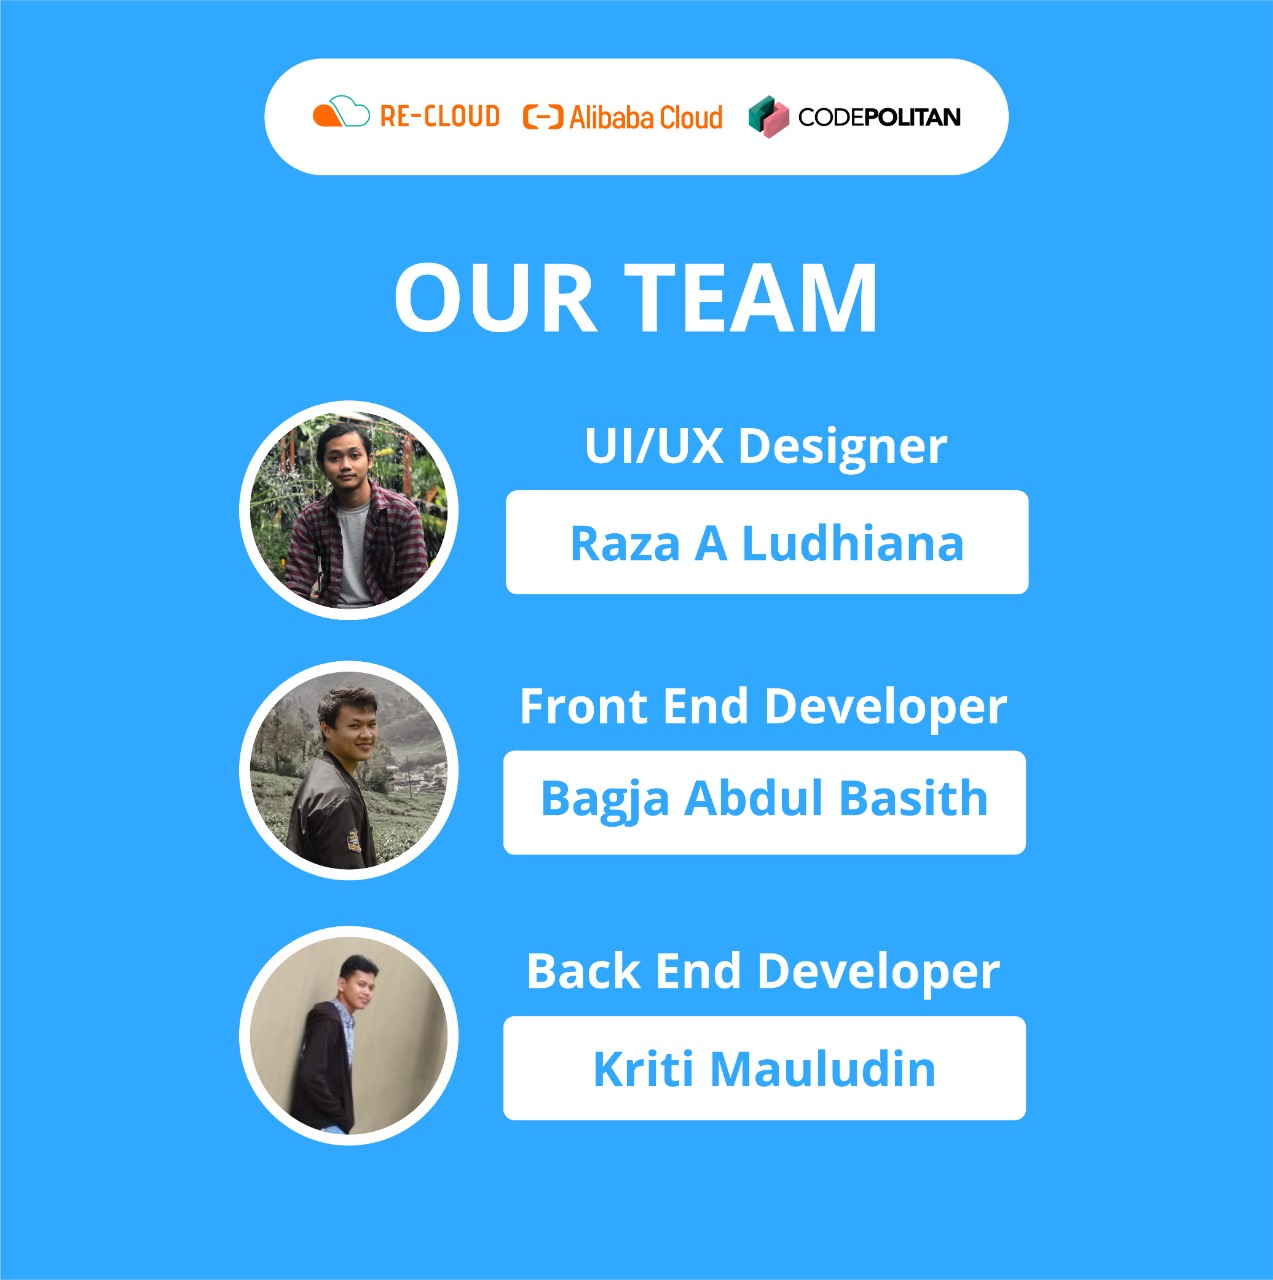 RE-CLOUD Alibaba Cloud CODEPOLITAN
OUR TEAM
UI/UX Designer
Raza A Ludhiana
Front End Developer
Bagja Abdul Basith
Back End Developer
Kriti Mauludin